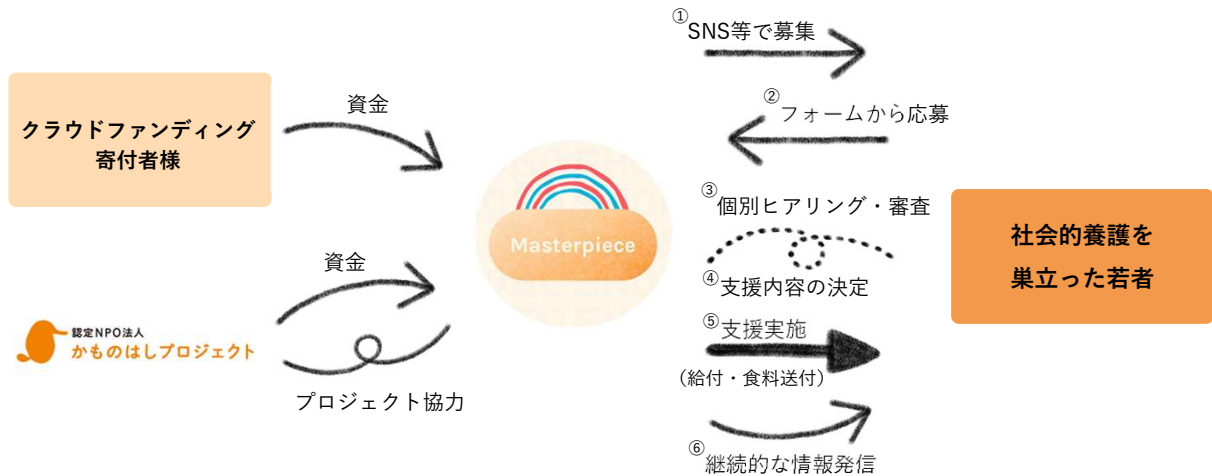 クラウドファンディング
寄付者様
資金
認定NPO法人
かものはしプロジェクト
資金
プロジェクト協力
Masterpiece
①SNS等で募集
②フォームから応募
③個別ヒアリング・審査
④支援内容の決定
⑤支援実施
（給付・食料送付）
⑥継続的な情報発信
社会的養護を
巣立った若者